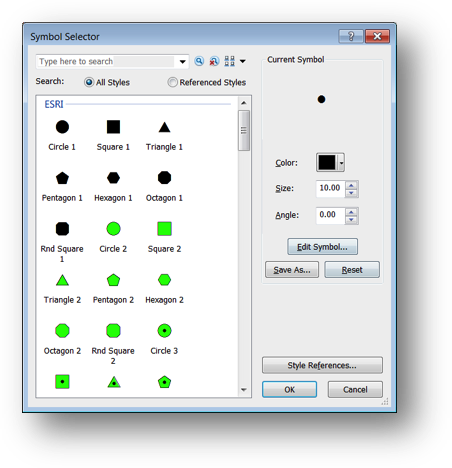 Symbol Selector
Type here to search
Search: All Styles Referenced Styles
ESRI
Circle 1 Square 1 Triangle 1
Pentagon 1 Hexagon 1 Octagon 1
Rnd Square 1 Circle 2 Square 2
Triangle 2 Pentagon 2 Hexagon 2
Octagon 2 Rnd Square 2 Circle 3
Current Symbol
Color:
Size: 10.00
Angle: 0.00
Edit Symbol...
Save As... Reset
Style References...
OK Cancel